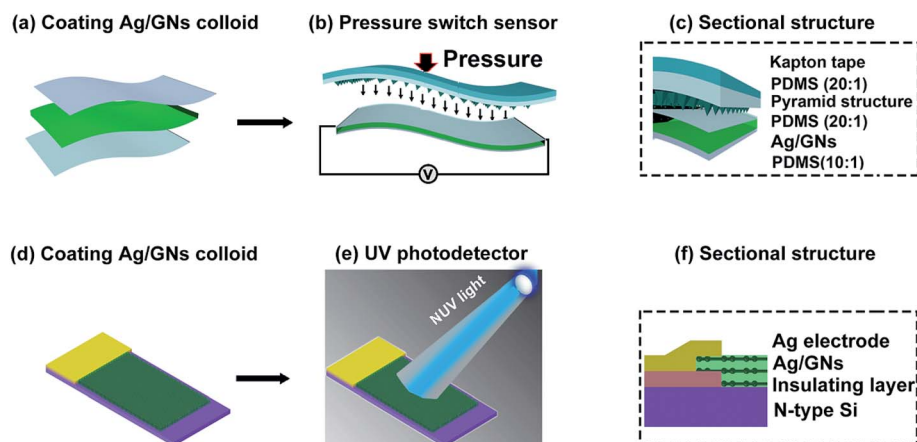 (a) Coating Ag/GNs colloid
(b) Pressure switch sensor
(c) Sectional structure
Pressure
V
Kapton tape
PDMS (20:1)
Pyramid structure
PDMS (20:1)
Ag/GNs
PDMS(10:1)
(d) Coating Ag/GNs colloid
(e) UV photodetector
(f) Sectional structure
NUV light
Ag electrode
Ag/GNs
Insulating layer
N-type Si